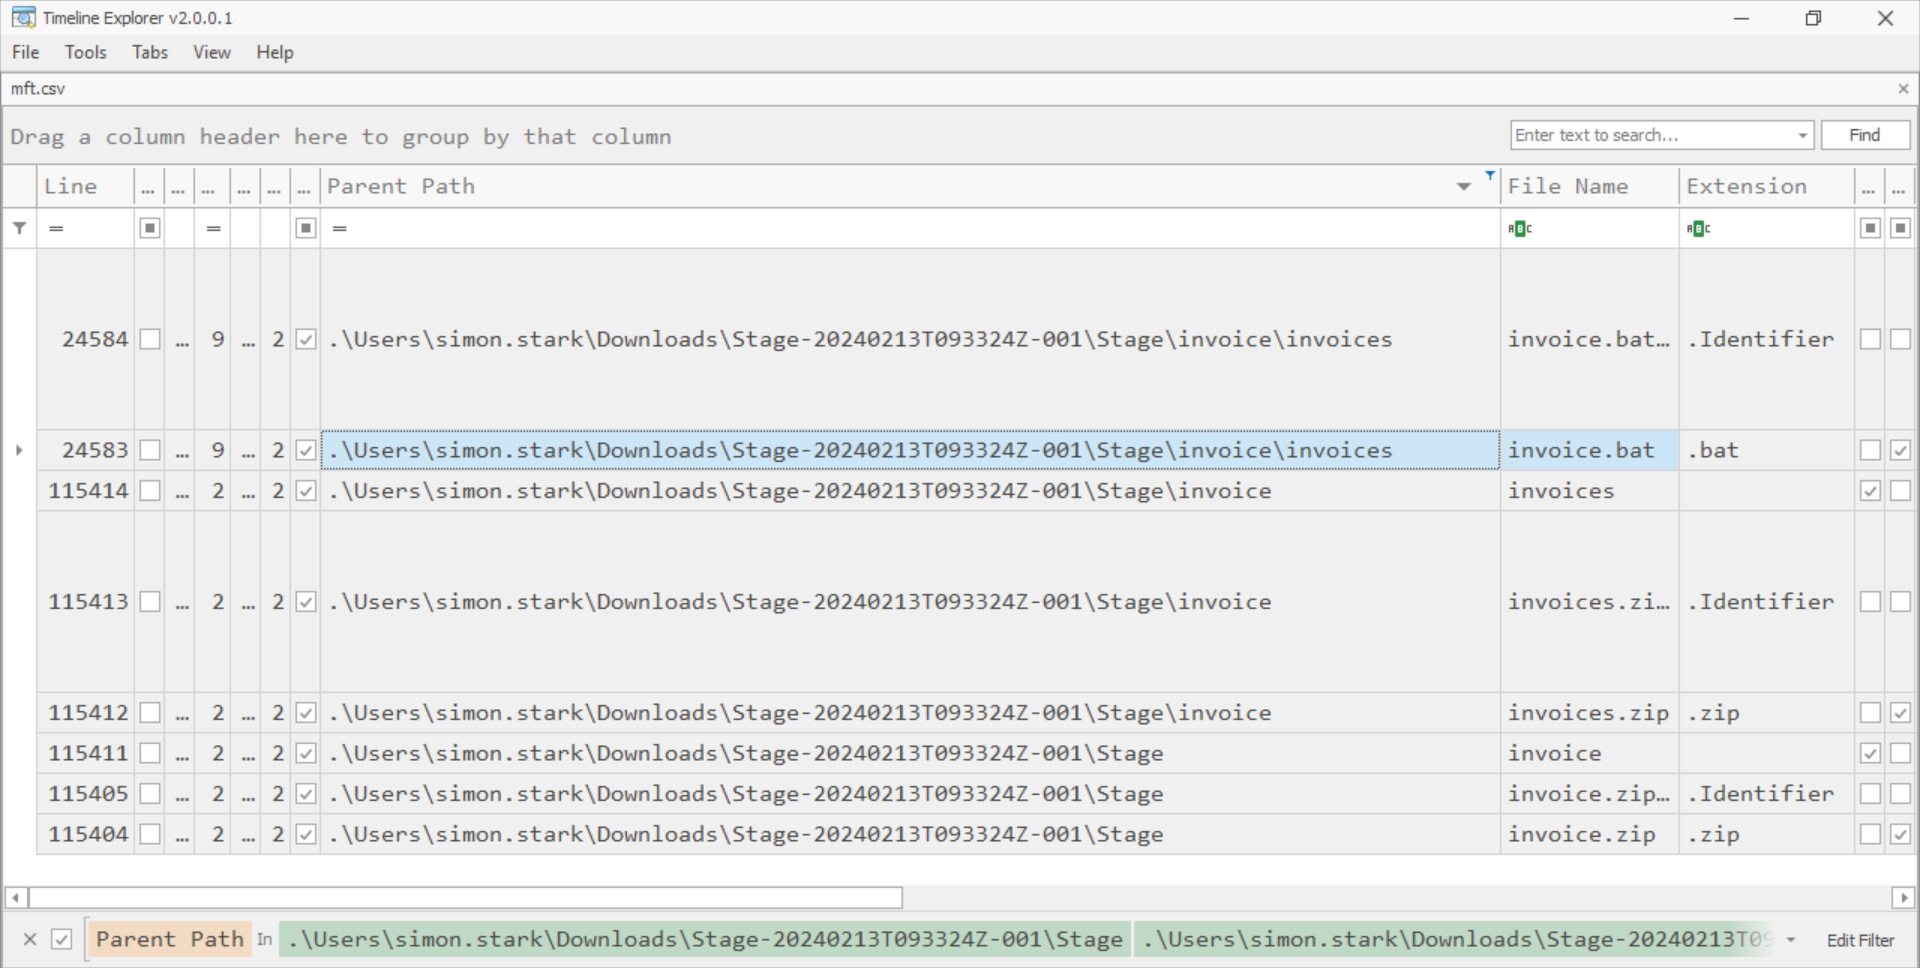 Timeline Explorer v2.0.0.1
File Tools Tabs View Help
mft.csv
Drag a column header here to group by that column
Enter text to search... Find
Line ... ... ... ... ... ... Parent Path File Name Extension ... ...
= = = ABC ABC
24584 ... 9 ... 2 .\Users\simon.stark\Downloads\Stage-20240213T093324Z-001\Stage\invoice\invoices invoice.bat... .Identifier
24583 ... 9 ... 2 .\Users\simon.stark\Downloads\Stage-20240213T093324Z-001\Stage\invoice\invoices invoice.bat .bat
115414 ... 2 ... 2 .\Users\simon.stark\Downloads\Stage-20240213T093324Z-001\Stage\invoice invoices
115413 ... 2 ... 2 .\Users\simon.stark\Downloads\Stage-20240213T093324Z-001\Stage\invoice invoices.zi... .Identifier
115412 ... 2 ... 2 .\Users\simon.stark\Downloads\Stage-20240213T093324Z-001\Stage\invoice invoices.zip .zip
115411 ... 2 ... 2 .\Users\simon.stark\Downloads\Stage-20240213T093324Z-001\Stage invoice
115405 ... 2 ... 2 .\Users\simon.stark\Downloads\Stage-20240213T093324Z-001\Stage invoice.zip... .Identifier
115404 ... 2 ... 2 .\Users\simon.stark\Downloads\Stage-20240213T093324Z-001\Stage invoice.zip .zip
Parent Path In .\Users\simon.stark\Downloads\Stage-20240213T093324Z-001\Stage .\Users\simon.stark\Downloads\Stage-20240213T09 Edit Filter